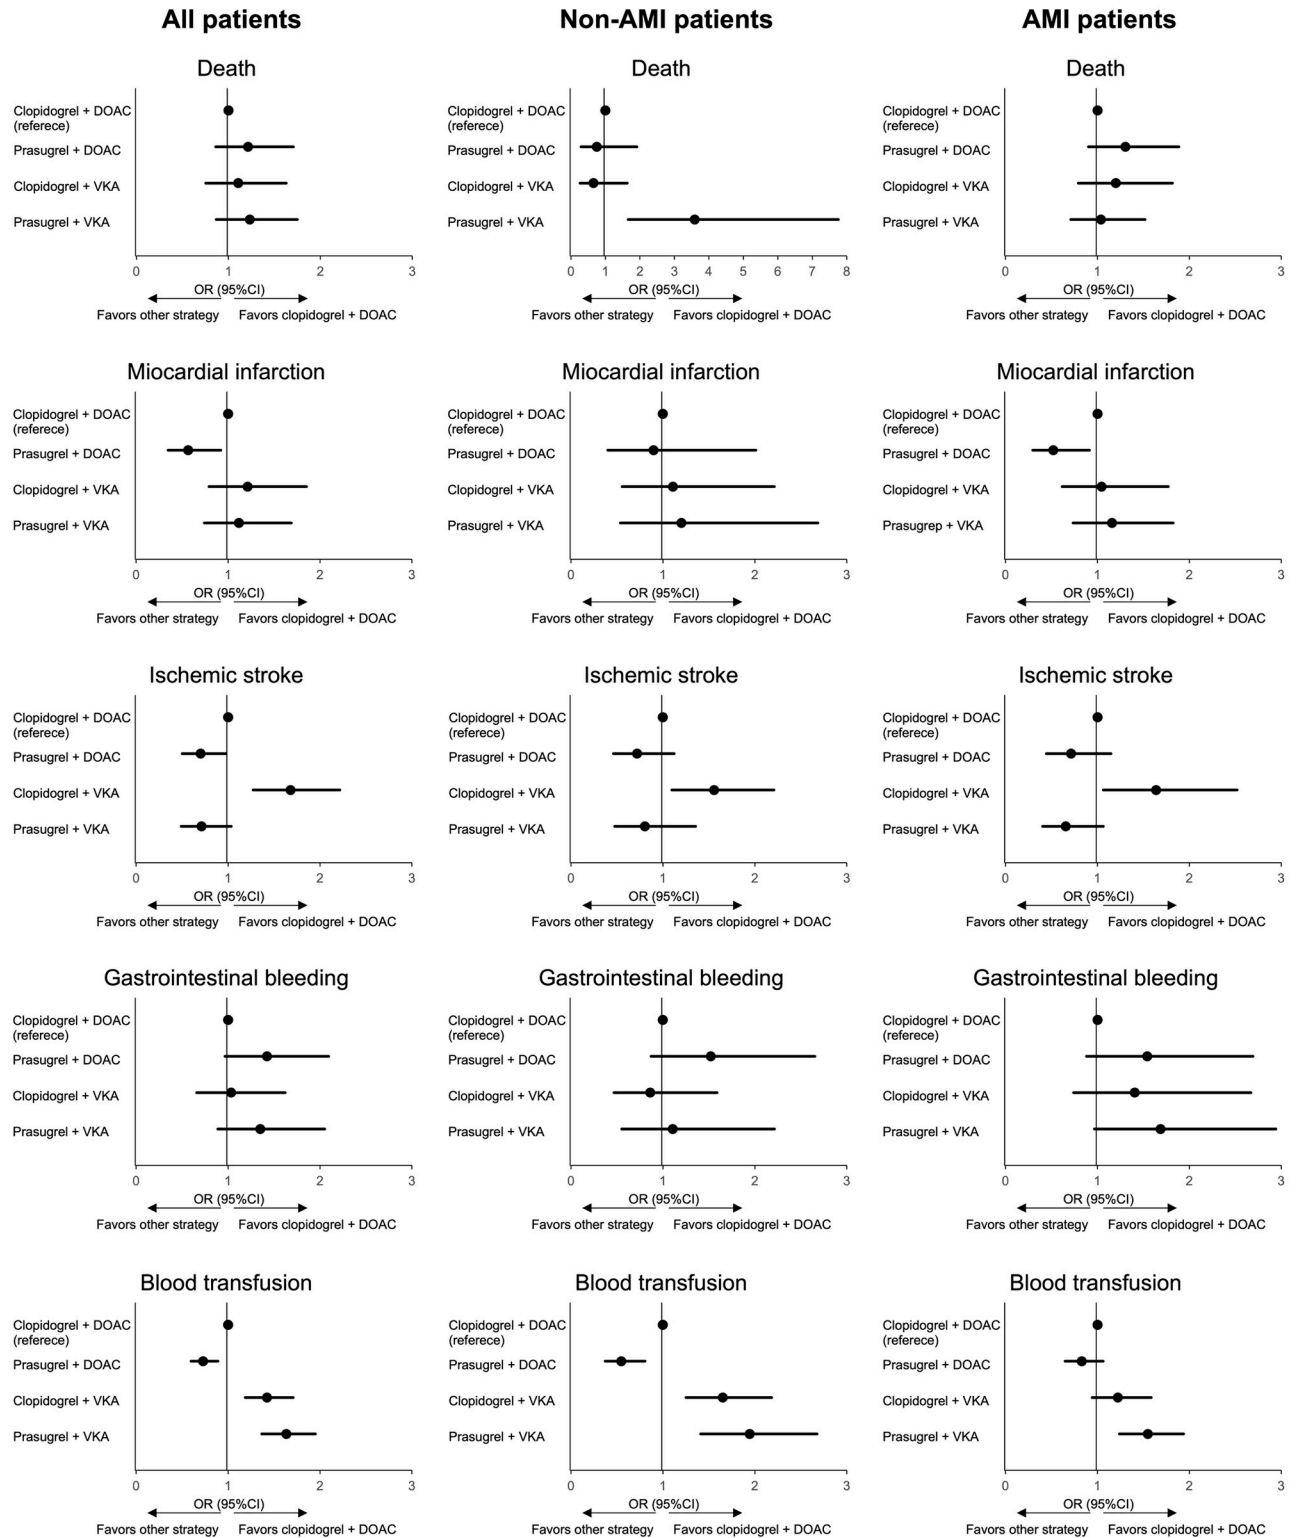 All patients
Non-AMI patients
AMI patients
Death
Clopidogrel + DOAC
(referece)
Prasugrel + DOAC
Clopidogrel + VKA
Prasugrel + VKA
0 1 2 3
OR (95%CI)
Favors other strategy Favors clopidogrel + DOAC
Death
Clopidogrel + DOAC
(referece)
Prasugrel + DOAC
Clopidogrel + VKA
Prasugrel + VKA
0 1 2 3 4 5 6 7 8
OR (95%CI)
Favors other strategy Favors clopidogrel + DOAC
Death
Clopidogrel + DOAC
(referece)
Prasugrel + DOAC
Clopidogrel + VKA
Prasugrel + VKA
0 1 2 3
OR (95%CI)
Favors other strategy Favors clopidogrel + DOAC
Miocardial infarction
Clopidogrel + DOAC
(referece)
Prasugrel + DOAC
Clopidogrel + VKA
Prasugrel + VKA
0 1 2 3
OR (95%CI)
Favors other strategy Favors clopidogrel + DOAC
Miocardial infarction
Clopidogrel + DOAC
(referece)
Prasugrel + DOAC
Clopidogrel + VKA
Prasugrel + VKA
0 1 2 3
OR (95%CI)
Favors other strategy Favors clopidogrel + DOAC
Miocardial infarction
Clopidogrel + DOAC
(referece)
Prasugrel + DOAC
Clopidogrel + VKA
Prasugrep + VKA
0 1 2 3
OR (95%CI)
Favors other strategy Favors clopidogrel + DOAC
Ischemic stroke
Clopidogrel + DOAC
(referece)
Prasugrel + DOAC
Clopidogrel + VKA
Prasugrel + VKA
0 1 2 3
OR (95%CI)
Favors other strategy Favors clopidogrel + DOAC
Ischemic stroke
Clopidogrel + DOAC
(referece)
Prasugrel + DOAC
Clopidogrel + VKA
Prasugrel + VKA
0 1 2 3
OR (95%CI)
Favors other strategy Favors clopidogrel + DOAC
Ischemic stroke
Clopidogrel + DOAC
(referece)
Prasugrel + DOAC
Clopidogrel + VKA
Prasugrel + VKA
0 1 2 3
OR (95%CI)
Favors other strategy Favors clopidogrel + DOAC
Gastrointestinal bleeding
Clopidogrel + DOAC
(referece)
Prasugrel + DOAC
Clopidogrel + VKA
Prasugrel + VKA
0 1 2 3
OR (95%CI)
Favors other strategy Favors clopidogrel + DOAC
Gastrointestinal bleeding
Clopidogrel + DOAC
(referece)
Prasugrel + DOAC
Clopidogrel + VKA
Prasugrel + VKA
0 1 2 3
OR (95%CI)
Favors other strategy Favors clopidogrel + DOAC
Gastrointestinal bleeding
Clopidogrel + DOAC
(referece)
Prasugrel + DOAC
Clopidogrel + VKA
Prasugrel + VKA
0 1 2 3
OR (95%CI)
Favors other strategy Favors clopidogrel + DOAC
Blood transfusion
Clopidogrel + DOAC
(referece)
Prasugrel + DOAC
Clopidogrel + VKA
Prasugrel + VKA
0 1 2 3
OR (95%CI)
Favors other strategy Favors clopidogrel + DOAC
Blood transfusion
Clopidogrel + DOAC
(referece)
Prasugrel + DOAC
Clopidogrel + VKA
Prasugrel + VKA
0 1 2 3
OR (95%CI)
Favors other strategy Favors clopidogrel + DOAC
Blood transfusion
Clopidogrel + DOAC
(referece)
Prasugrel + DOAC
Clopidogrel + VKA
Prasugrel + VKA
0 1 2 3
OR (95%CI)
Favors other strategy Favors clopidogrel + DOAC